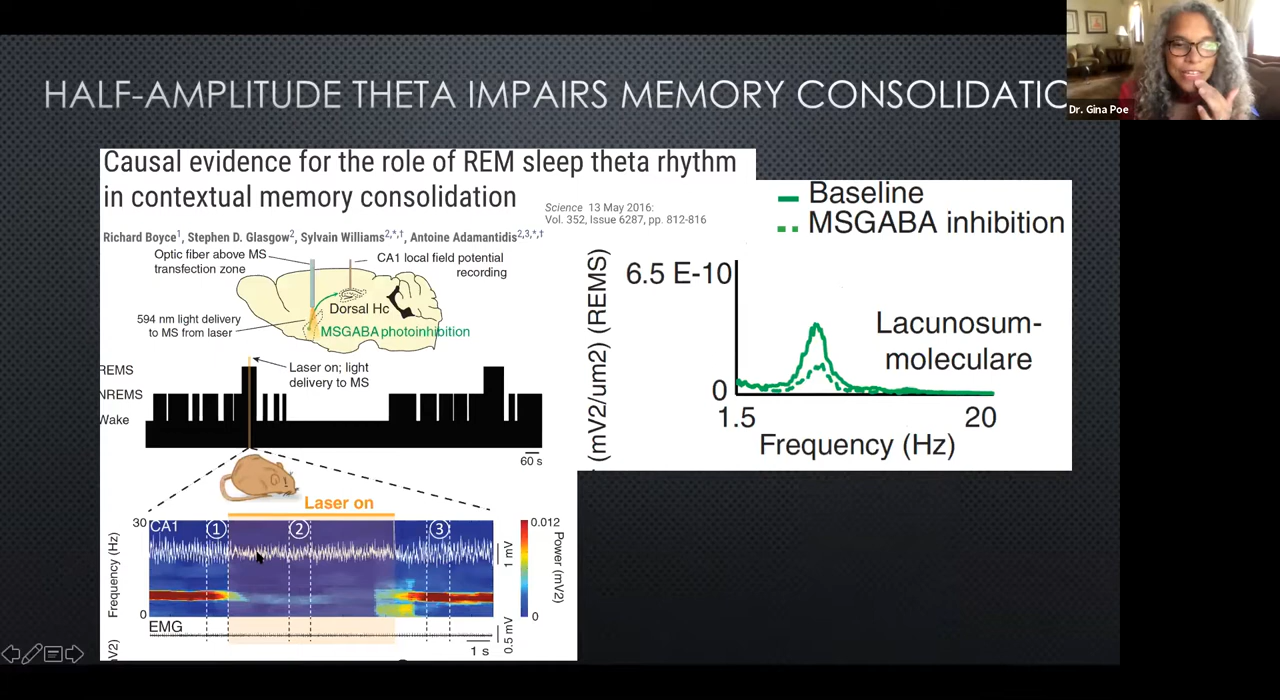 HALF-AMPLITUDE THETA IMPAIRS MEMORY CONSOLIDATIO
Dr. Gina Poe
Causal evidence for the role of REM sleep theta rhythm
in contextual memory consolidation
Science 13 May 2016:
Vol. 352, Issue 6287, pp. 812-816
Richard Boyce1, Stephen D. Glasgow2, Sylvain Williams2,*,†, Antoine Adamantidis2,3,*,†
Optic fiber above MS
transfection zone
CA1 local field potential
recording
Dorsal Hc
594 nm light delivery
to MS from laser
MSGABA photoinhibition
Laser on; light
delivery to MS
REMS
NREMS
Wake
60 s
Laser on
30
CA1
1
2
3
0.012
Frequency (Hz)
1 mV
Power (mV2)
0
0
EMG
0.5 mV
1 s
V2)
Baseline
MSGABA inhibition
(mV2/um2) (REMS)
6.5 E-10
Lacunosum-
moleculare
0
1.5
20
Frequency (Hz)